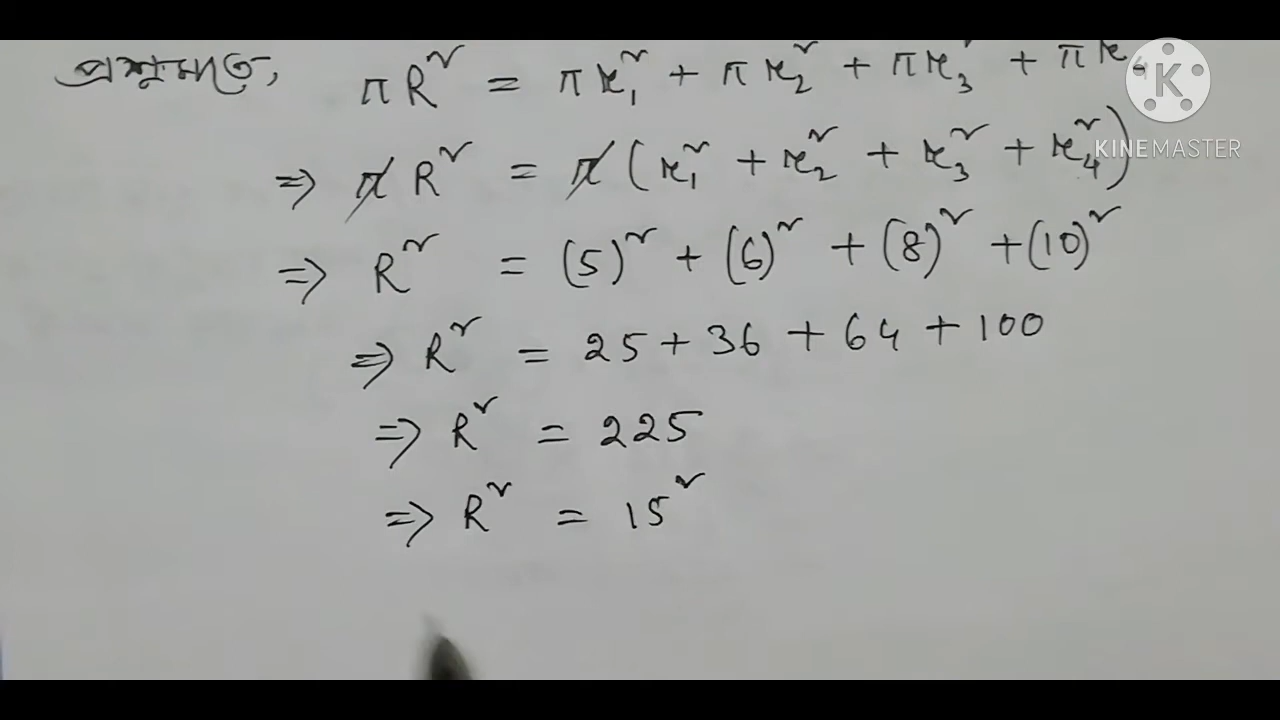 প্রশ্নমতে, πR² = πr₁² + πr₂² + πr₃² + πr
⇒ πR² = π(r₁² + r₂² + r₃² + r₄²)
⇒ R² = (5)² + (6)² + (8)² + (10)²
⇒ R² = 25 + 36 + 64 + 100
⇒ R² = 225
⇒ R² = 15²
K
KINEMASTER